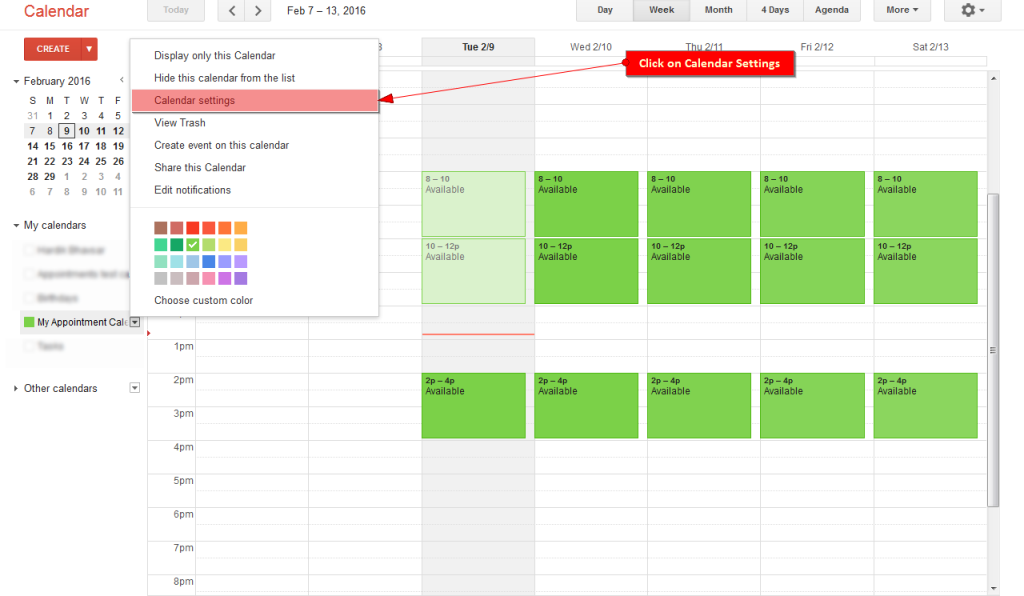 Calendar
Today
Feb 7 – 13, 2016
Day
Week
Month
4 Days
Agenda
More
CREATE
February 2016
S M T W T F
31 1 2 3 4 5
7 8 9 10 11 12
14 15 16 17 18 19
21 22 23 24 25 26
28 29 1 2 3 4
6 7 8 9 10 11
My calendars
Birthdays
My Appointment Cale
Tasks
Other calendars
Display only this Calendar
Hide this calendar from the list
Calendar settings
View Trash
Create event on this calendar
Share this Calendar
Edit notifications
Choose custom color
Click on Calendar Settings
8 Tue 2/9 Wed 2/10 Thu 2/11 Fri 2/12 Sat 2/13
8 – 10 8 – 10 8 – 10 8 – 10 8 – 10
Available Available Available Available Available
10 – 12p 10 – 12p 10 – 12p 10 – 12p 10 – 12p
Available Available Available Available Available
1pm
2pm
2p – 4p 2p – 4p 2p – 4p 2p – 4p 2p – 4p
Available Available Available Available Available
3pm
4pm
5pm
6pm
7pm
8pm